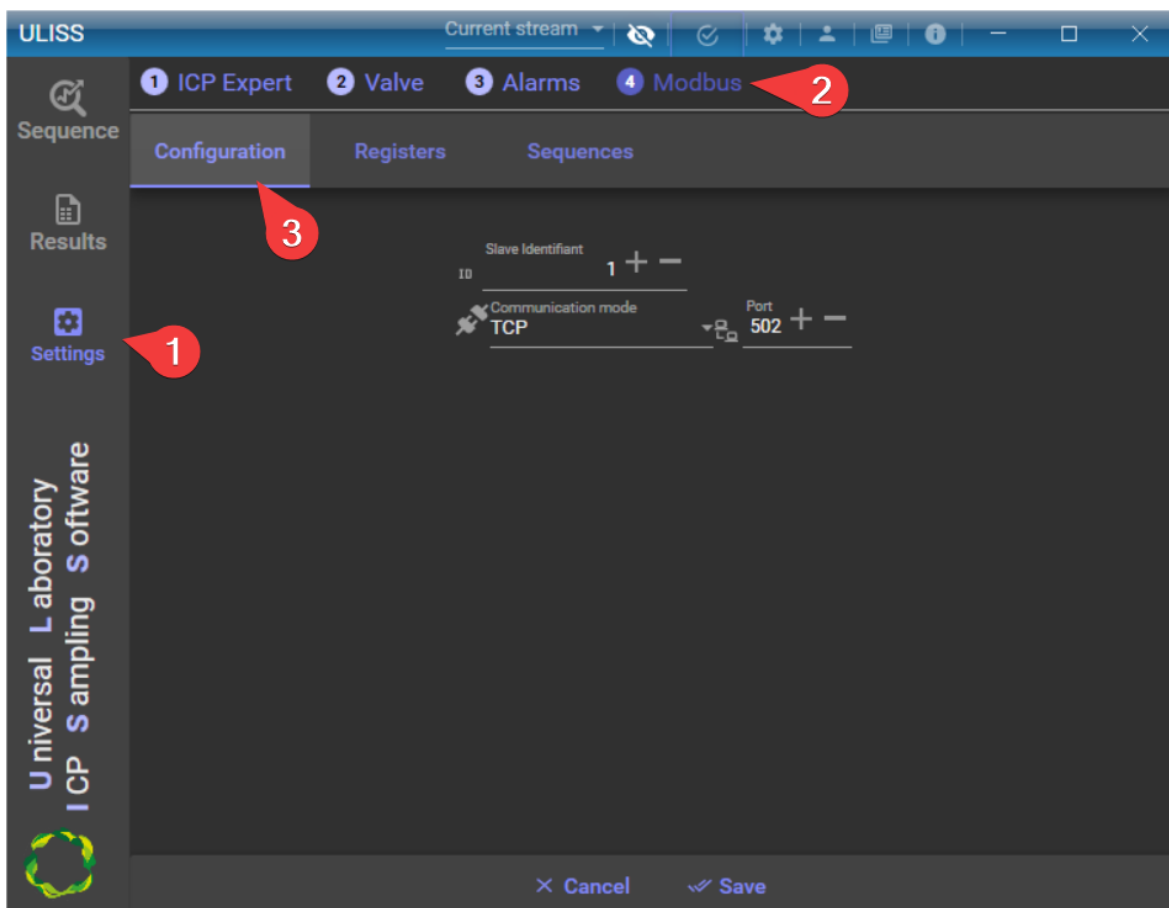 ULISS
Current stream
1 ICP Expert 2 Valve 3 Alarms 4 Modbus
2
Sequence
Configuration Registers Sequences
3
Results
Slave Identifiant
ID 1
Communication mode
TCP
Port
502
Settings
1
Universal Laboratory
ICP Sampling Software
Cancel Save